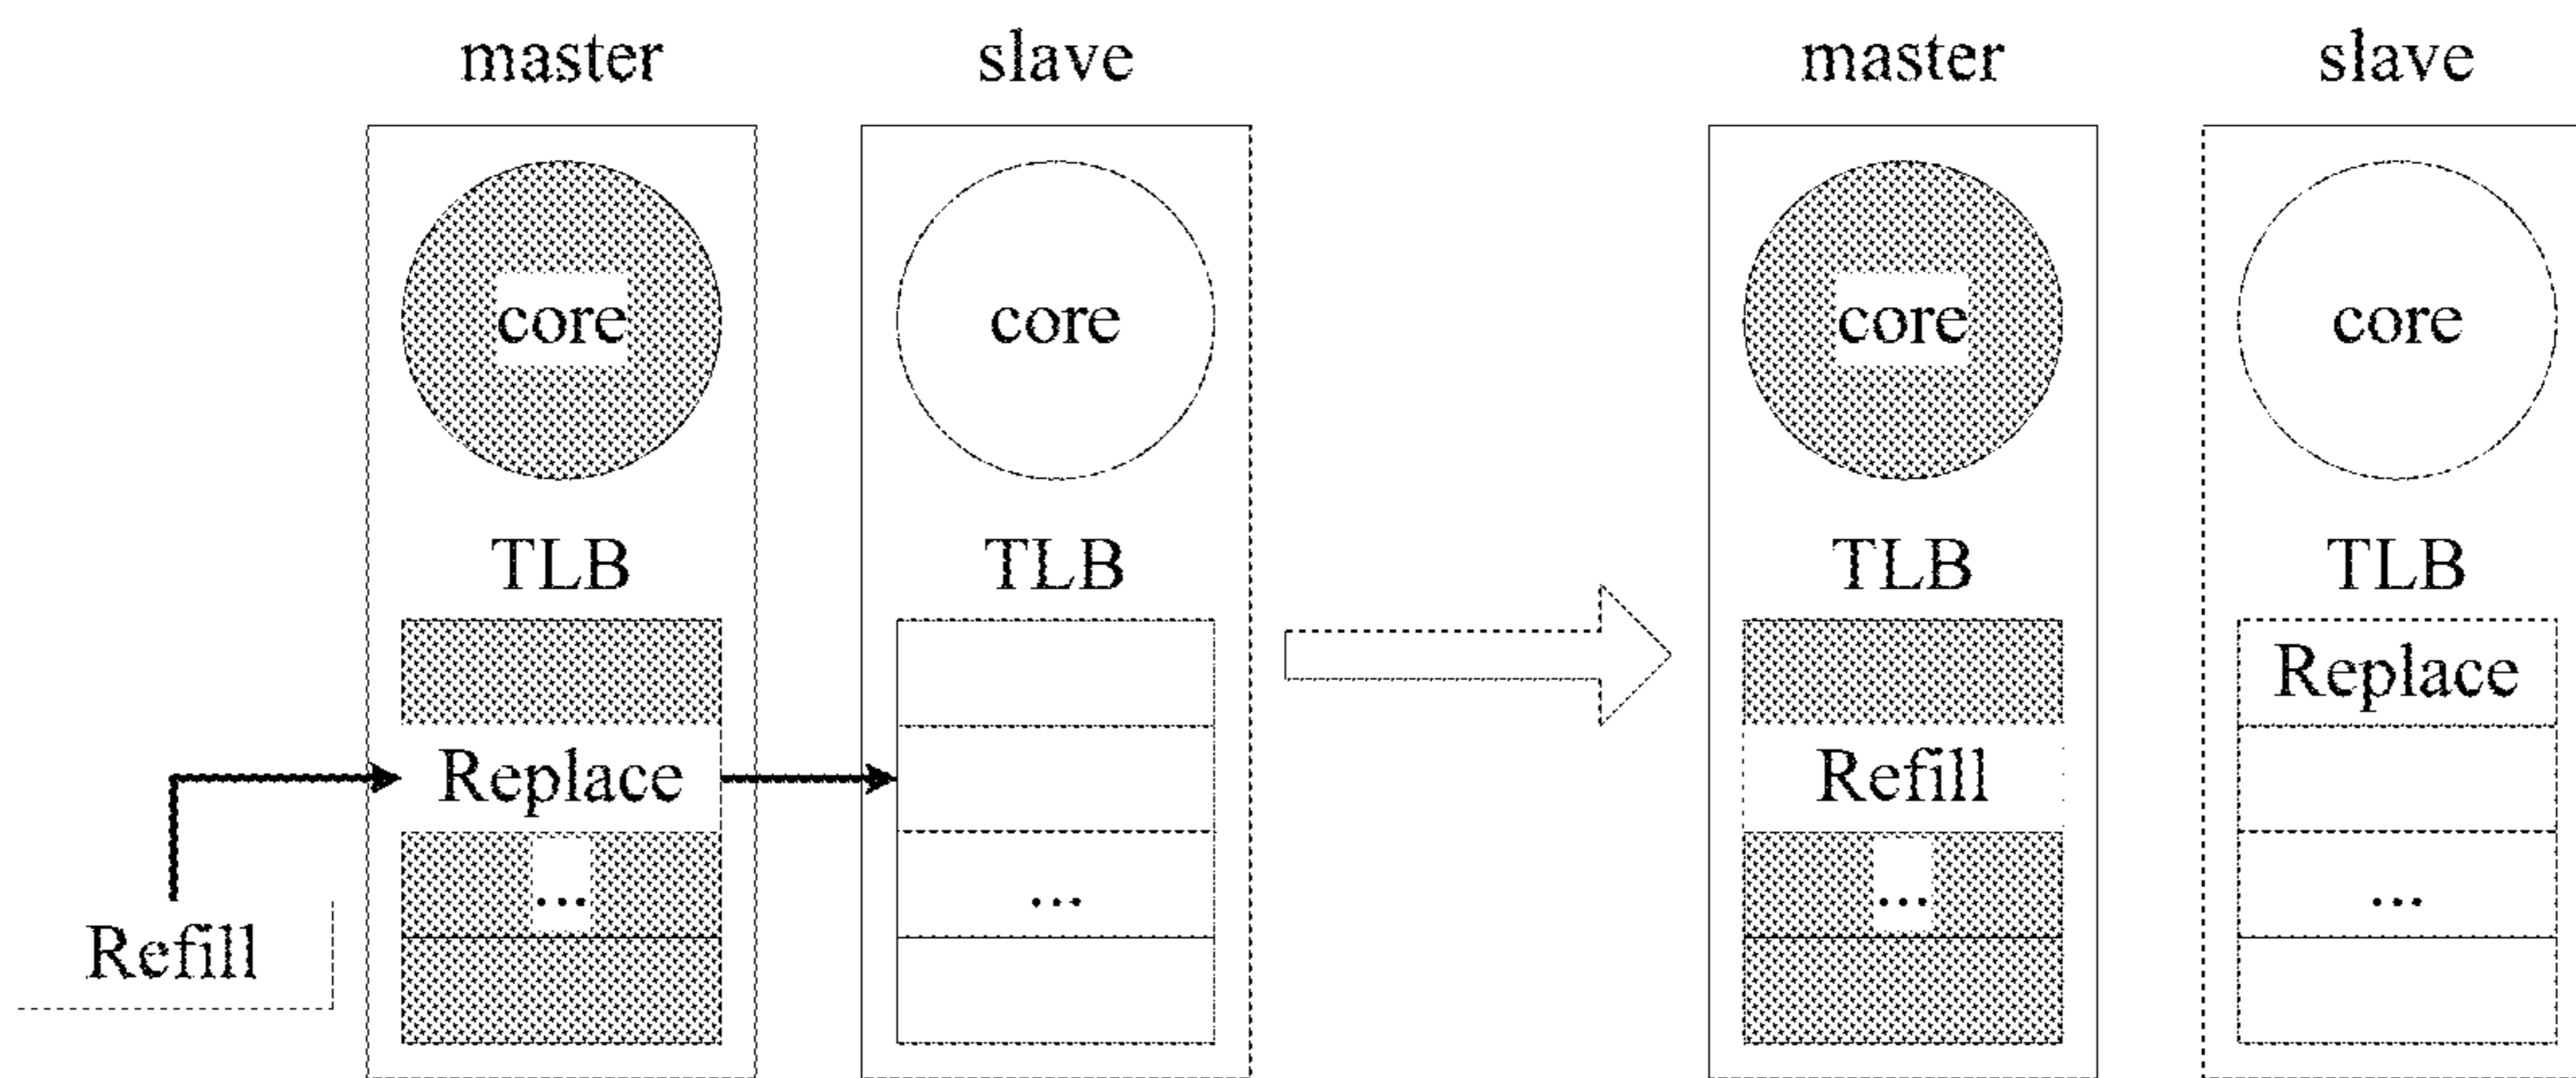 master slave master slave
core core core core
TLB TLB TLB TLB
Replace
Replace Refill
... ... ... ...
Refill